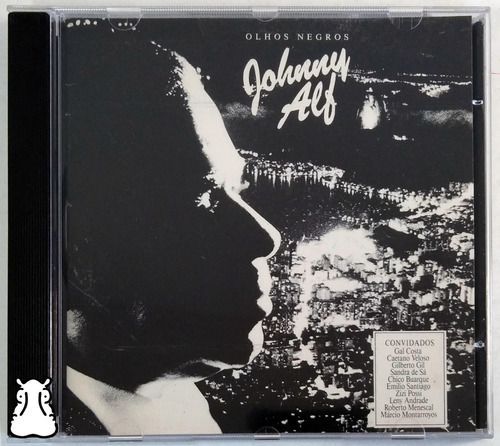 OLHOS NEGROS
Johnny
Alf
CONVIDADOS
Gal Costa
Caetano Veloso
Gilberto Gil
Sandra de Sá
Chico Buarque
Emílio Santiago
Zizi Possi
Leny Andrade
Roberto Menescal
Márcio Montarroyos